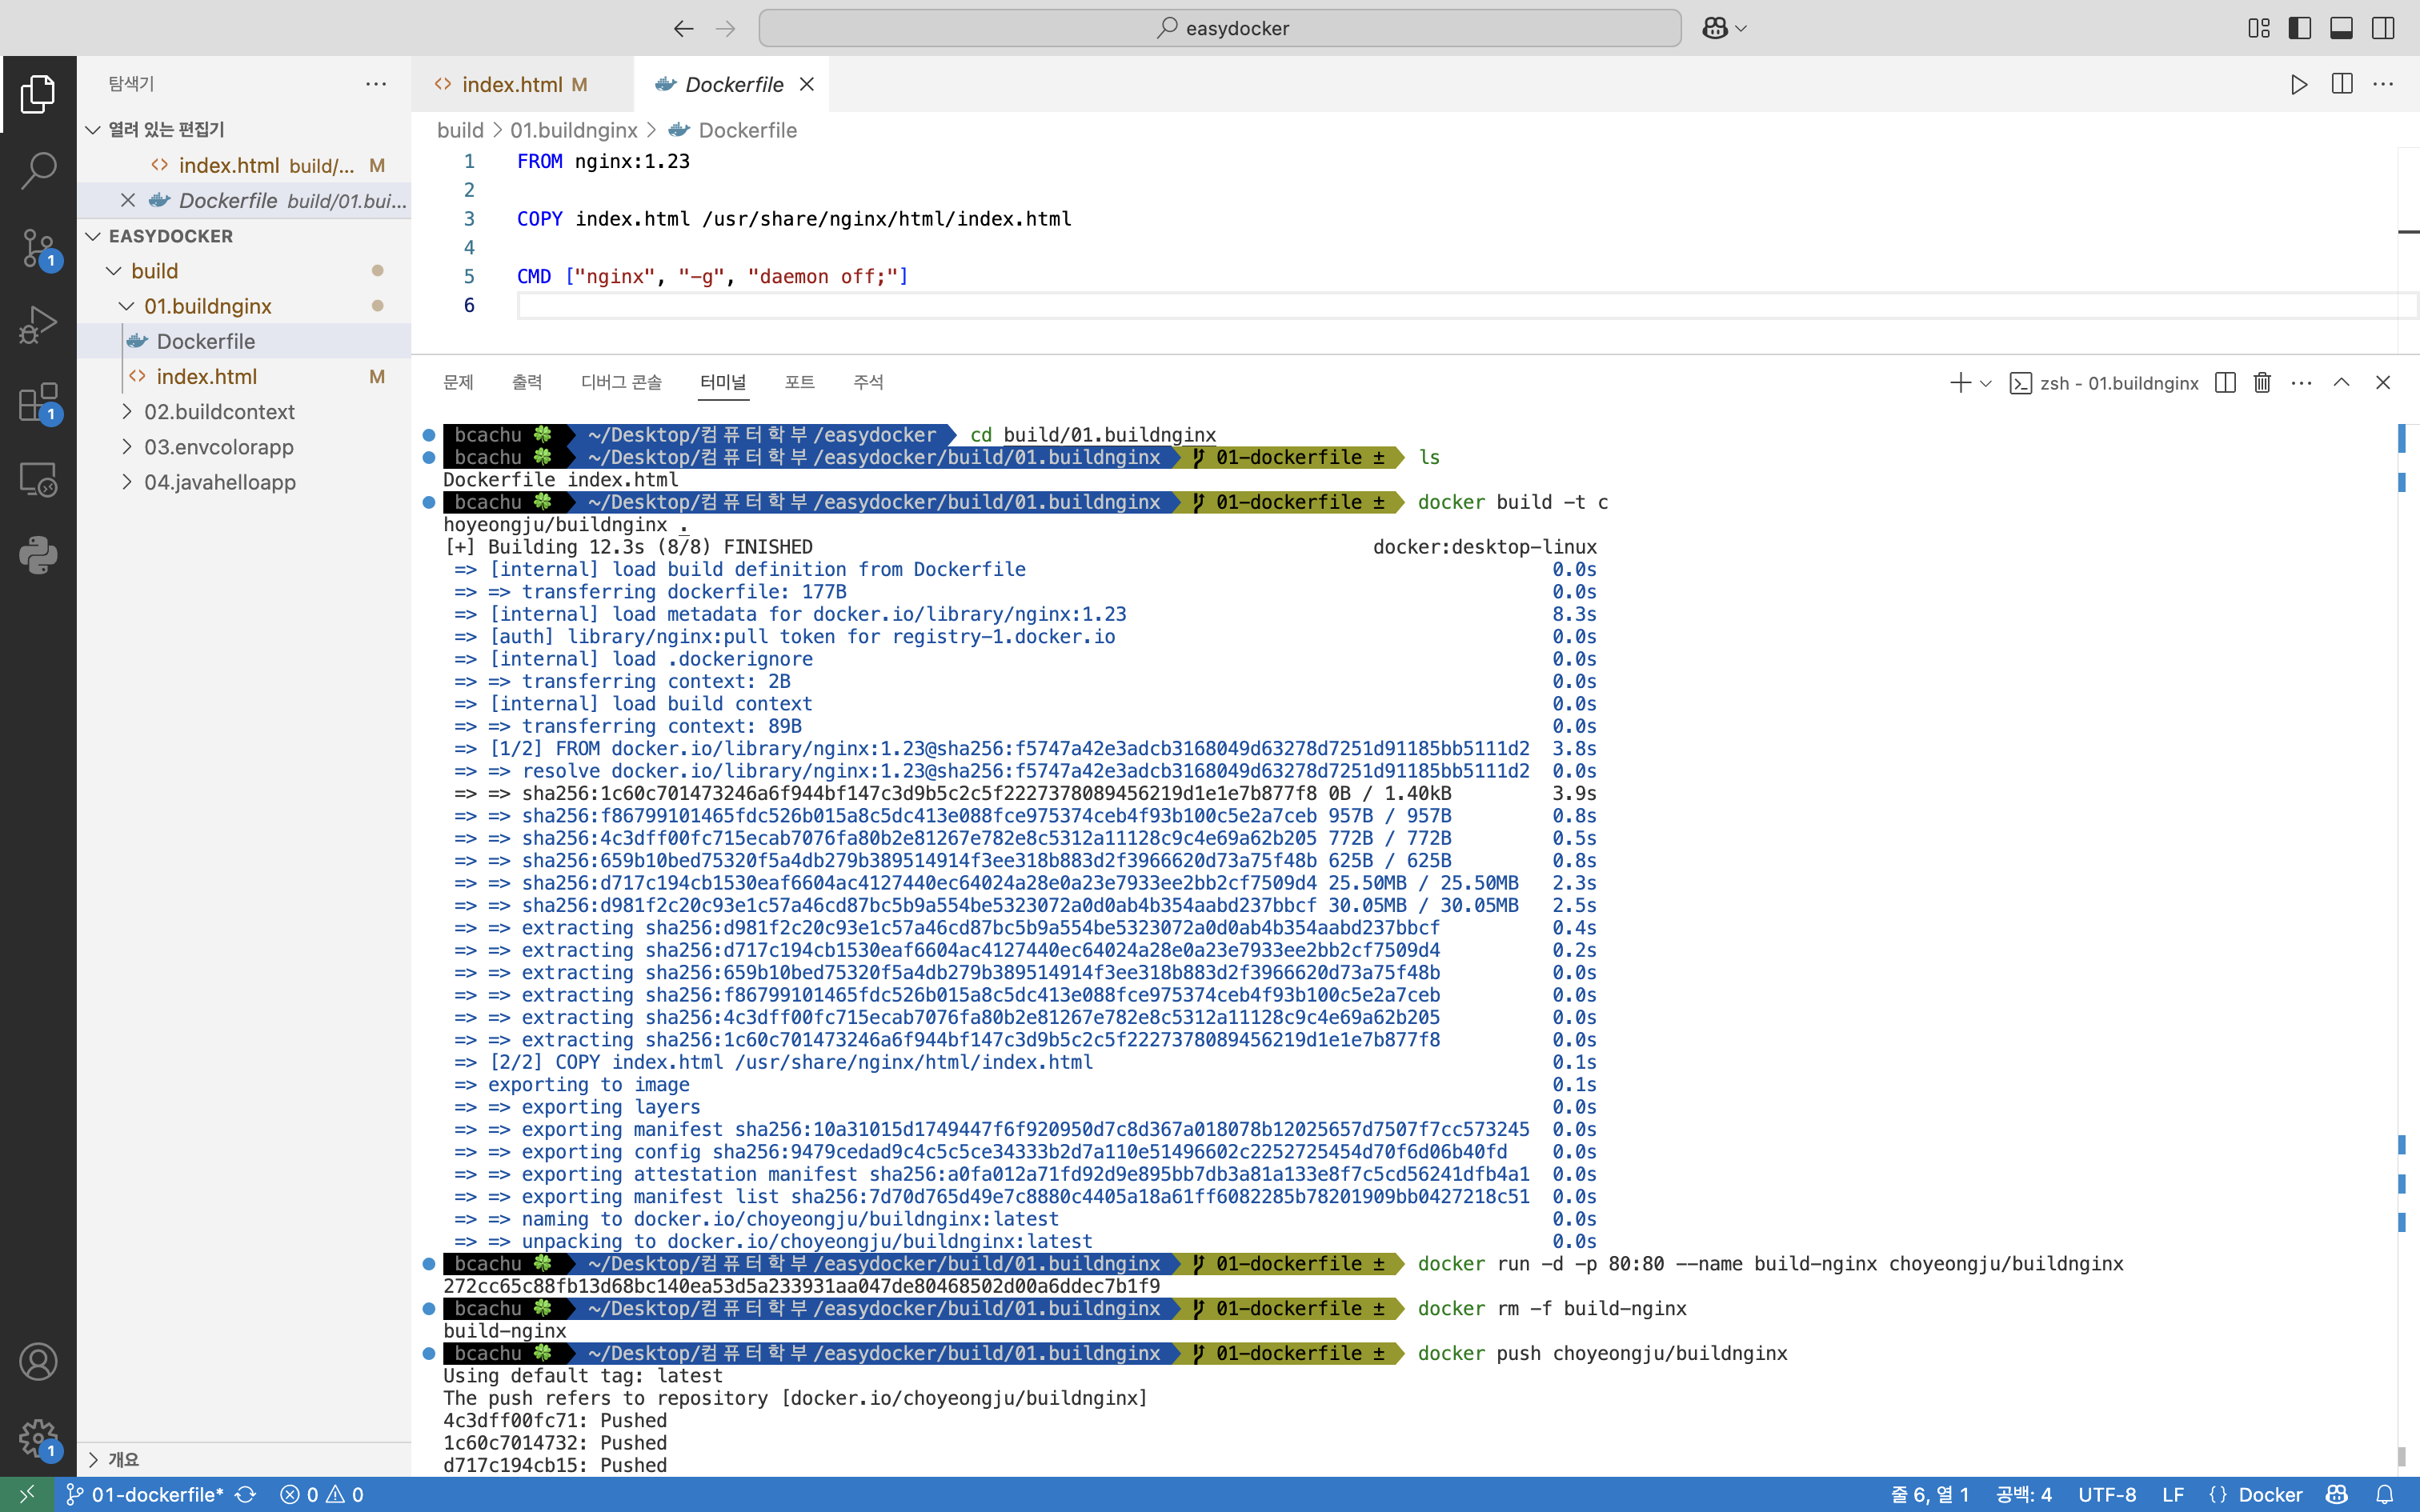 easydocker
탐색기
열려 있는 편집기
index.html build/... M
Dockerfile build/01.bui...
EASYDOCKER
build
01.buildnginx
Dockerfile
index.html M
02.buildcontext
03.envcolorapp
04.javahelloapp
개요
index.html M
Dockerfile
build > 01.buildnginx > Dockerfile
1 FROM nginx:1.23
2
3 COPY index.html /usr/share/nginx/html/index.html
4
5 CMD ["nginx", "-g", "daemon off;"]
6
문제 출력 디버그 콘솔 터미널 포트 주석
zsh - 01.buildnginx
bcachu 🍀 ~/Desktop/컴퓨터학부/easydocker cd build/01.buildnginx
bcachu 🍀 ~/Desktop/컴퓨터학부/easydocker/build/01.buildnginx 01-dockerfile ± ls
Dockerfile index.html
bcachu 🍀 ~/Desktop/컴퓨터학부/easydocker/build/01.buildnginx 01-dockerfile ± docker build -t c
hoyeongju/buildnginx .
[+] Building 12.3s (8/8) FINISHED docker:desktop-linux
=> [internal] load build definition from Dockerfile 0.0s
=> => transferring dockerfile: 177B 0.0s
=> [internal] load metadata for docker.io/library/nginx:1.23 8.3s
=> [auth] library/nginx:pull token for registry-1.docker.io 0.0s
=> [internal] load .dockerignore 0.0s
=> => transferring context: 2B 0.0s
=> [internal] load build context 0.0s
=> => transferring context: 89B 0.0s
=> [1/2] FROM docker.io/library/nginx:1.23@sha256:f5747a42e3adcb3168049d63278d7251d91185bb5111d2 3.8s
=> => resolve docker.io/library/nginx:1.23@sha256:f5747a42e3adcb3168049d63278d7251d91185bb5111d2 0.0s
=> => sha256:1c60c701473246a6f944bf147c3d9b5c2c5f2227378089456219d1e1e7b877f8 0B / 1.40kB 3.9s
=> => sha256:f86799101465fdc526b015a8c5dc413e088fce975374ceb4f93b100c5e2a7ceb 957B / 957B 0.8s
=> => sha256:4c3dff00fc715ecab7076fa80b2e81267e782e8c5312a11128c9c4e69a62b205 772B / 772B 0.5s
=> => sha256:659b10bed75320f5a4db279b389514914f3ee318b883d2f3966620d73a75f48b 625B / 625B 0.8s
=> => sha256:d717c194cb1530eaf6604ac4127440ec64024a28e0a23e7933ee2bb2cf7509d4 25.50MB / 25.50MB 2.3s
=> => sha256:d981f2c20c93e1c57a46cd87bc5b9a554be5323072a0d0ab4b354aabd237bbcf 30.05MB / 30.05MB 2.5s
=> => extracting sha256:d981f2c20c93e1c57a46cd87bc5b9a554be5323072a0d0ab4b354aabd237bbcf 0.4s
=> => extracting sha256:d717c194cb1530eaf6604ac4127440ec64024a28e0a23e7933ee2bb2cf7509d4 0.2s
=> => extracting sha256:659b10bed75320f5a4db279b389514914f3ee318b883d2f3966620d73a75f48b 0.0s
=> => extracting sha256:f86799101465fdc526b015a8c5dc413e088fce975374ceb4f93b100c5e2a7ceb 0.0s
=> => extracting sha256:4c3dff00fc715ecab7076fa80b2e81267e782e8c5312a11128c9c4e69a62b205 0.0s
=> => extracting sha256:1c60c701473246a6f944bf147c3d9b5c2c5f2227378089456219d1e1e7b877f8 0.0s
=> [2/2] COPY index.html /usr/share/nginx/html/index.html 0.1s
=> exporting to image 0.1s
=> => exporting layers 0.0s
=> => exporting manifest sha256:10a31015d1749447f6f920950d7c8d367a018078b12025657d7507f7cc573245 0.0s
=> => exporting config sha256:9479cedad9c4c5c5ce34333b2d7a110e51496602c2252725454d70f6d06b40fd 0.0s
=> => exporting attestation manifest sha256:a0fa012a71fd92d9e895bb7db3a81a133e8f7c5cd56241dfb4a1 0.0s
=> => exporting manifest list sha256:7d70d765d49e7c8880c4405a18a61ff6082285b78201909bb0427218c51 0.0s
=> => naming to docker.io/choyeongju/buildnginx:latest 0.0s
=> => unpacking to docker.io/choyeongju/buildnginx:latest 0.0s
bcachu 🍀 ~/Desktop/컴퓨터학부/easydocker/build/01.buildnginx 01-dockerfile ± docker run -d -p 80:80 --name build-nginx choyeongju/buildnginx
272cc65c88fb13d68bc140ea53d5a233931aa047de80468502d00a6ddec7b1f9
bcachu 🍀 ~/Desktop/컴퓨터학부/easydocker/build/01.buildnginx 01-dockerfile ± docker rm -f build-nginx
build-nginx
bcachu 🍀 ~/Desktop/컴퓨터학부/easydocker/build/01.buildnginx 01-dockerfile ± docker push choyeongju/buildnginx
Using default tag: latest
The push refers to repository [docker.io/choyeongju/buildnginx]
4c3dff00fc71: Pushed
1c60c7014732: Pushed
d717c194cb15: Pushed
01-dockerfile* 0 0 줄 6, 열 1 공백: 4 UTF-8 LF {} Docker